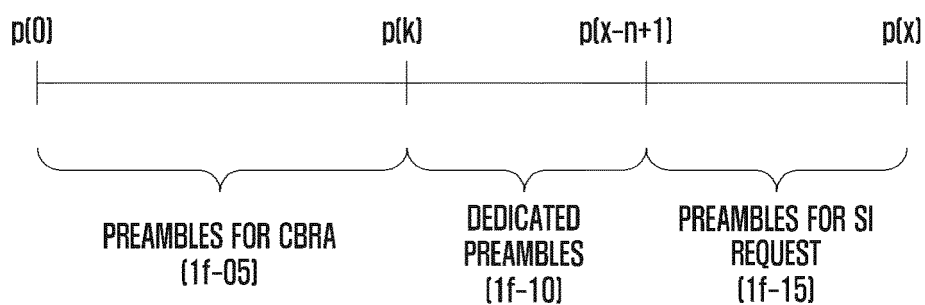 p(0) p(k) p(x-n+1) p(x)
PREAMBLES FOR CBRA
(1f-05)
DEDICATED
PREAMBLES
(1f-10)
PREAMBLES FOR SI
REQUEST
(1f-15)